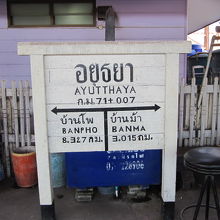 AYUTTHAYA
อยุธยา
AYUTTHAYA
ก.ม. 71+007
บ้านโพ บ้านม้า
BANPHO BANMA
8.327 กม. 3.015 กม.